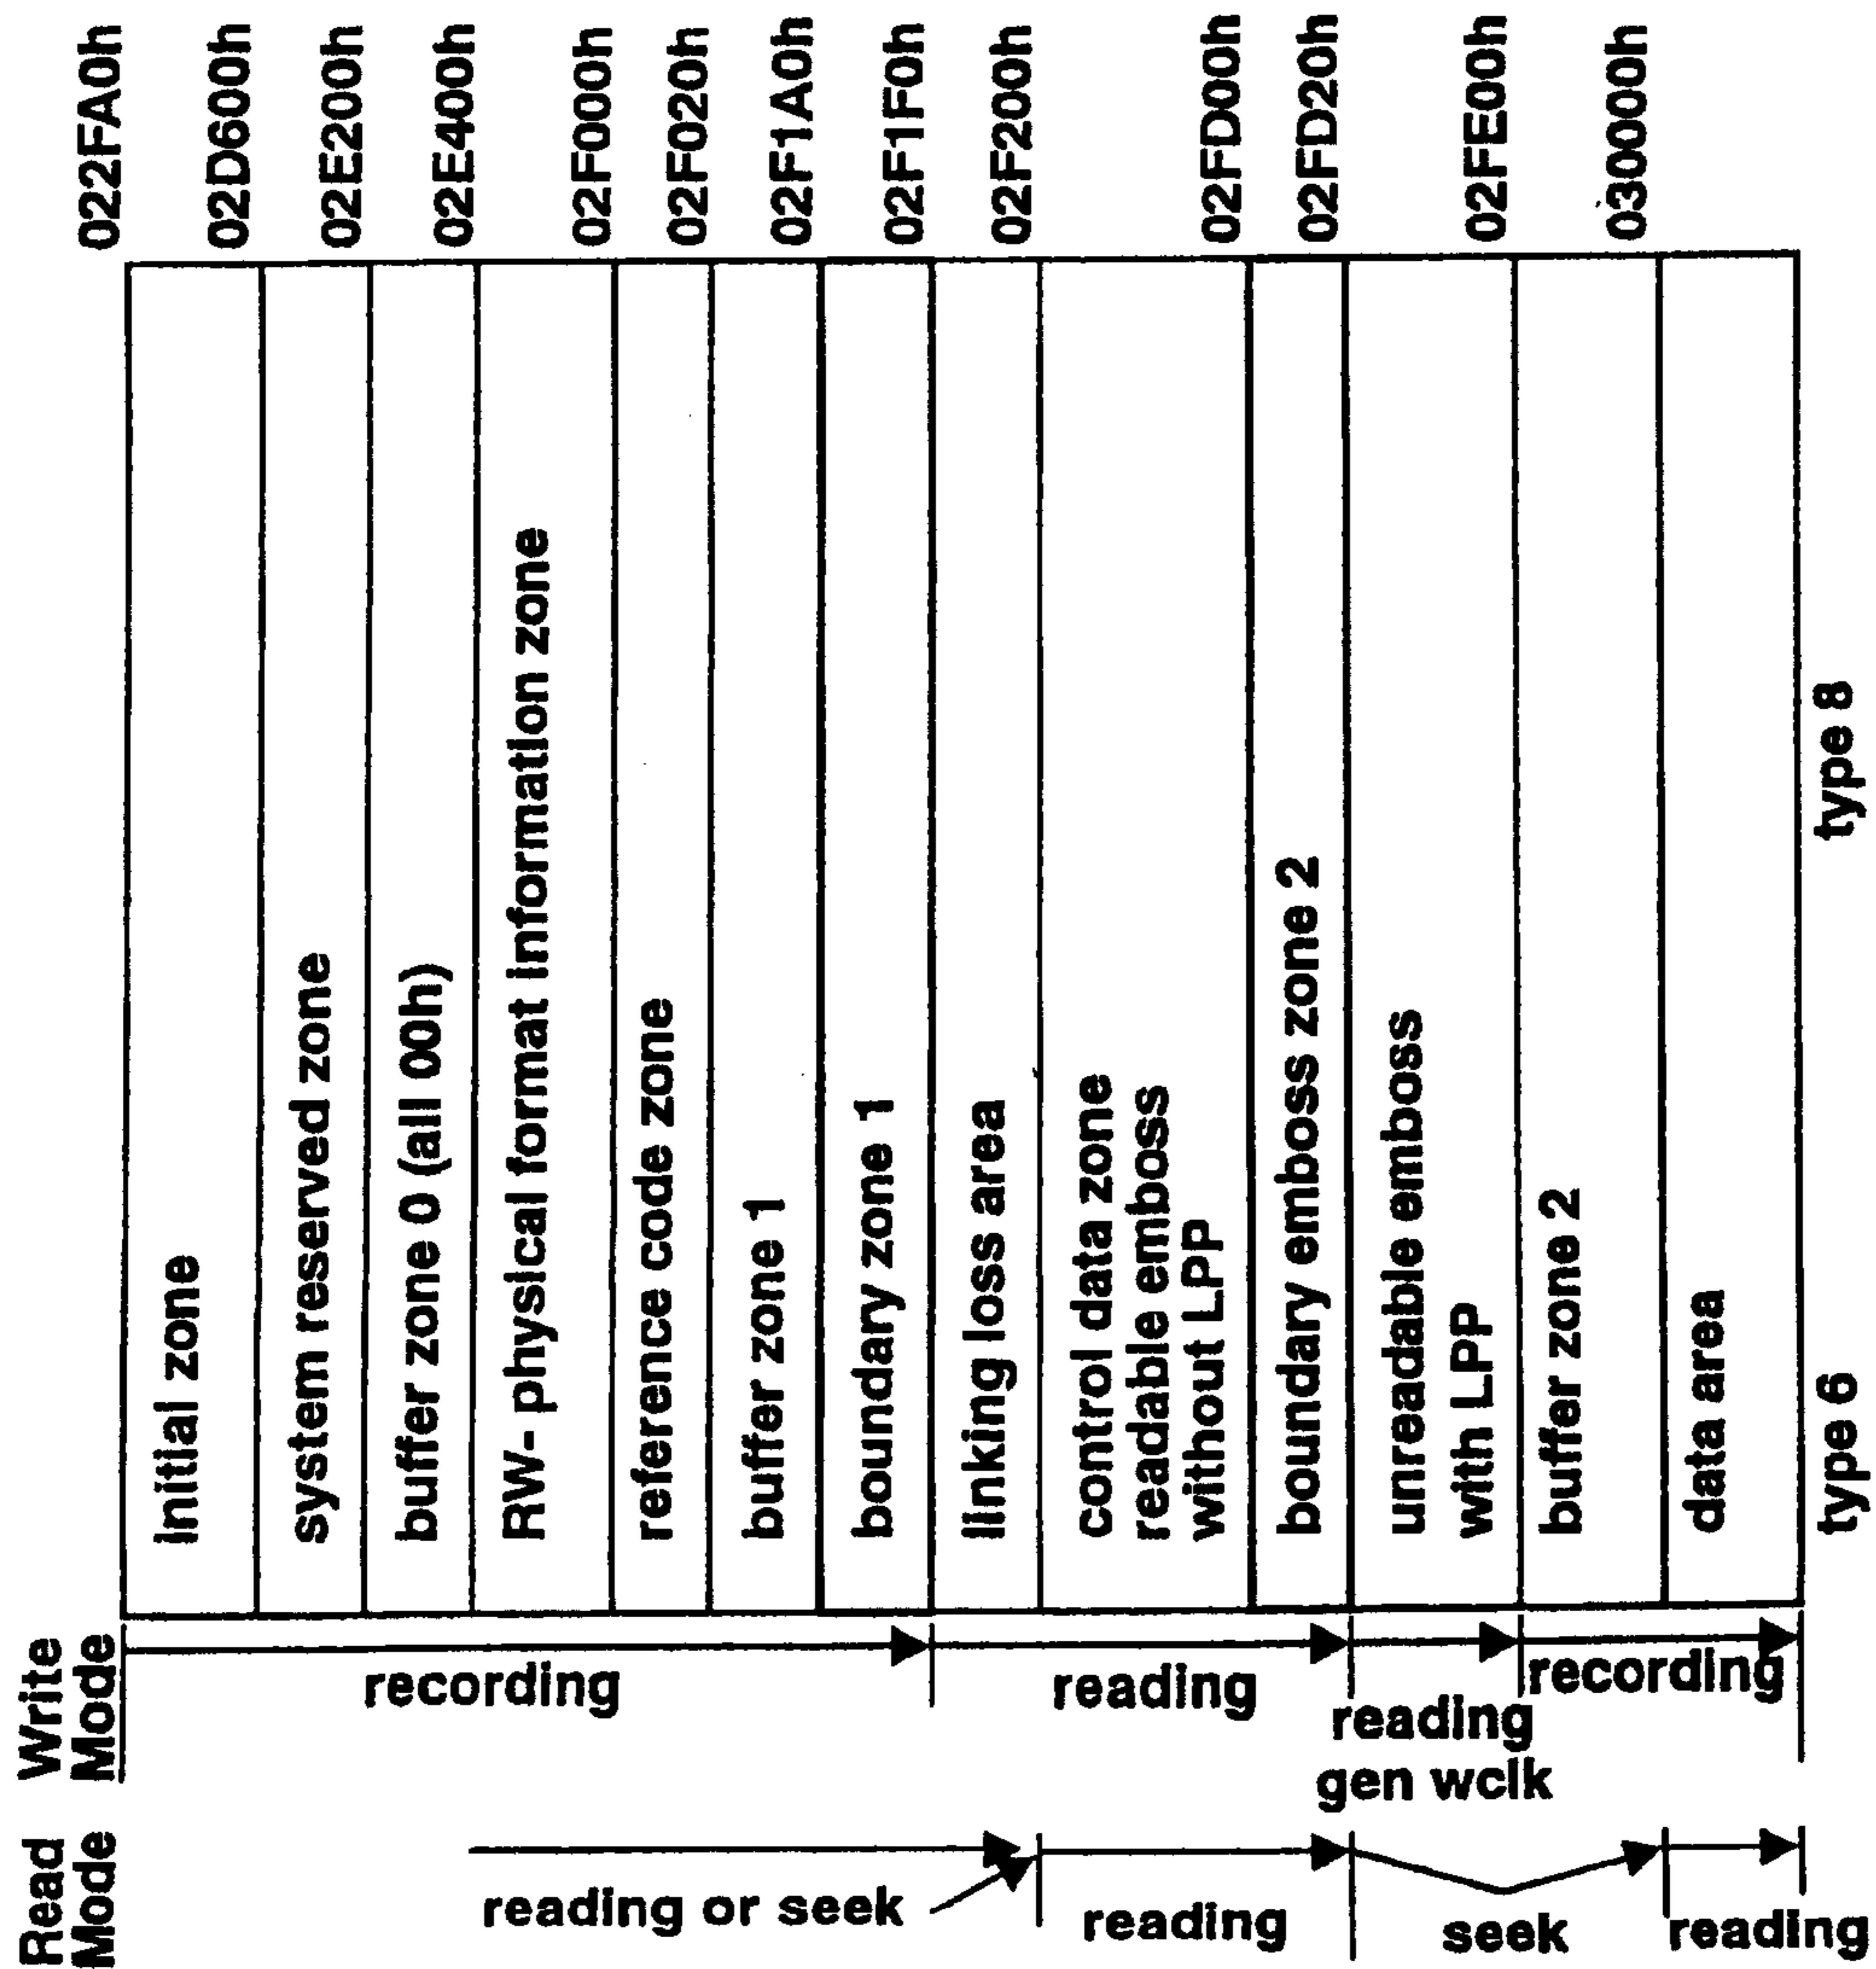 022FA0h
02D600h
02E200h
02E400h
02F000h
02F020h
02F1A0h
02F1F0h
02F200h
02FD00h
02FD20h
02FE00h
030000h
initial zone
system reserved zone
buffer zone 0 (all 00h)
RW- physical format information zone
reference code zone
buffer zone 1
boundary zone 1
linking loss area
control data zone
readable emboss
without LPP
boundary emboss zone 2
unreadable emboss
with LPP
buffer zone 2
data area
type 6
type 8
Write
Mode
recording
reading
reading
gen wclk
recording
Read
Mode
reading or seek
reading
seek
reading